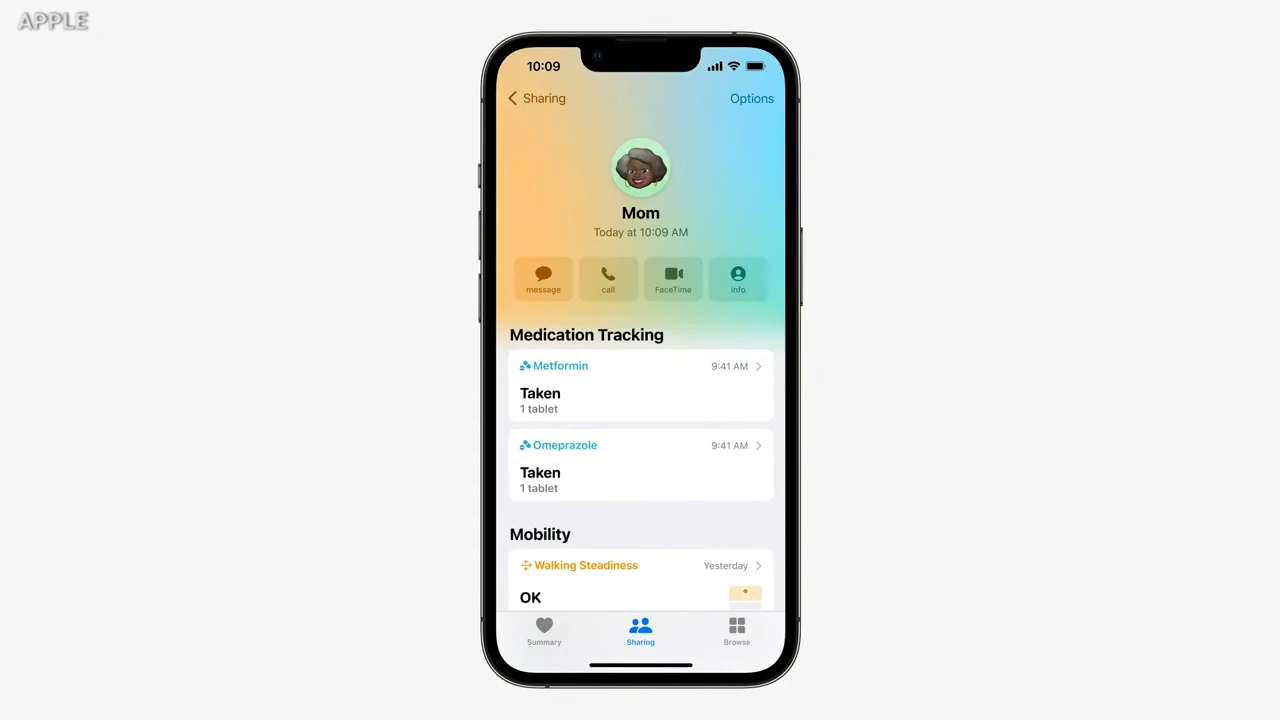 APPLE
10:09
Sharing
Options
Mom
Today at 10:09 AM
message
call
FaceTime
info
Medication Tracking
Metformin
9:41 AM
Taken
1 tablet
Omeprazole
9:41 AM
Taken
1 tablet
Mobility
Walking Steadiness
Yesterday
OK
Summary
Sharing
Browse